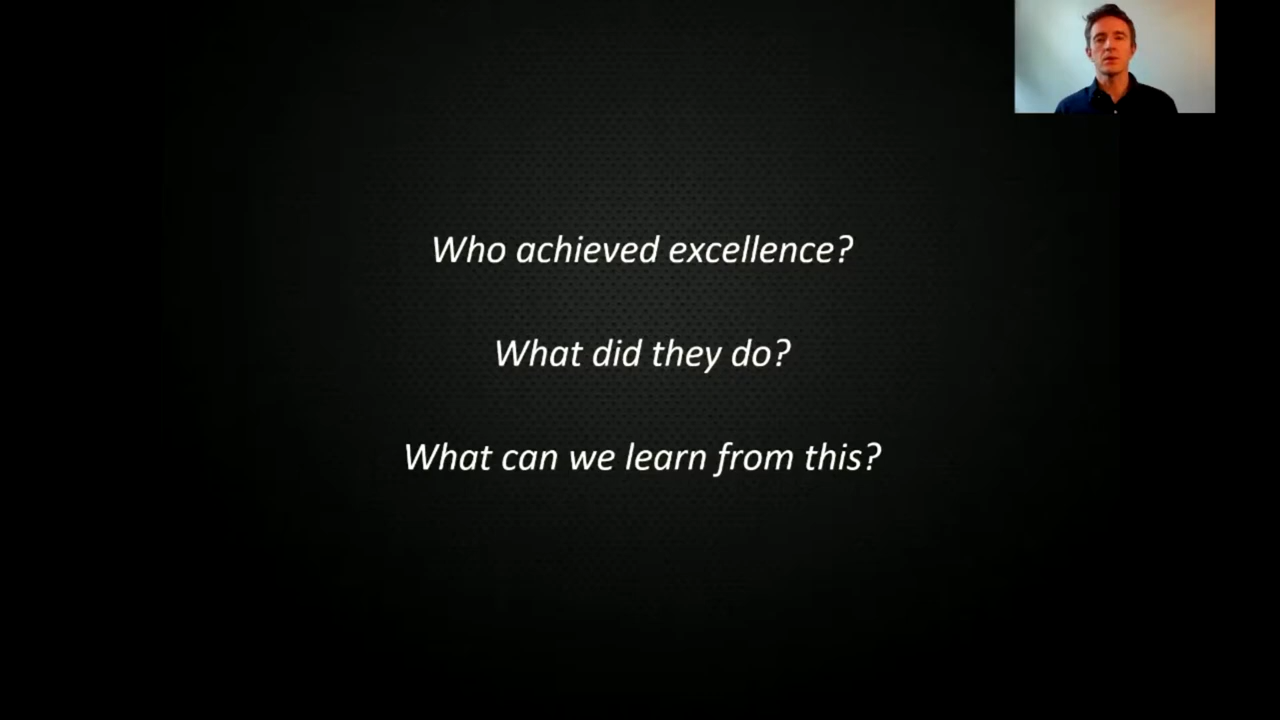 Who achieved excellence?
What did they do?
What can we learn from this?